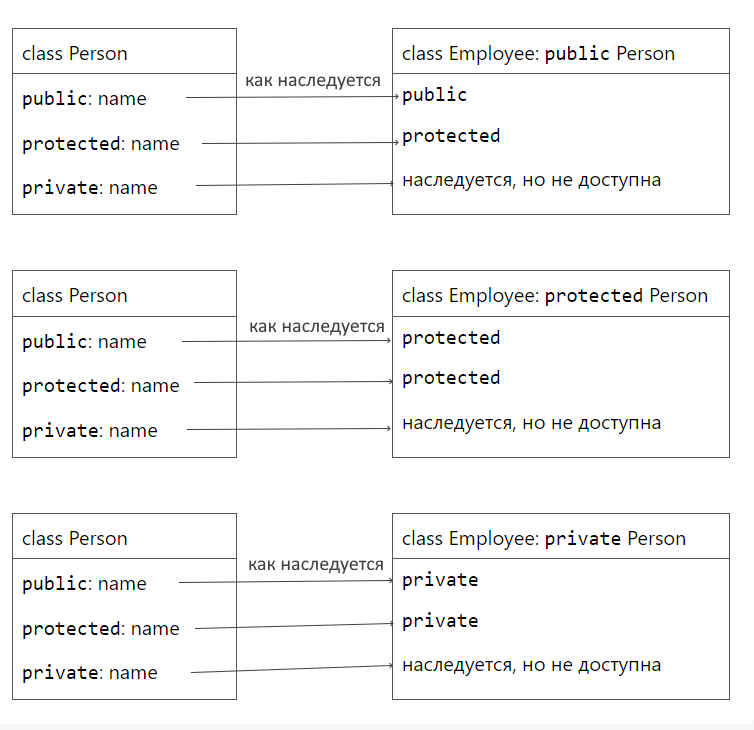 class Person
class Employee: public Person
как наследуется
public: name
public
protected: name
protected
private: name
наследуется, но не доступна
class Person
class Employee: protected Person
как наследуется
public: name
protected
protected: name
protected
private: name
наследуется, но не доступна
class Person
class Employee: private Person
как наследуется
public: name
private
protected: name
private
private: name
наследуется, но не доступна